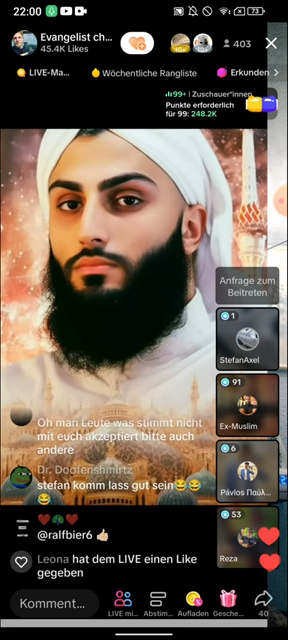 22:00
73
Evangelist ch...
45.4K Likes
403
LIVE-Ma...
Wöchentliche Rangliste
Erkunden
99+ | Zuschauer*innen
Punkte erforderlich
für 99: 248.2K
Anfrage zum
Beitreten
1
StefanAxel
91
Ex-Muslim
6
Pávlos Παύλ...
53
Reza
Oh man Leute was stimmt nicht
mit euch akzeptiert bitte auch
andere
Dr. Doofenshmirtz
stefan komm lass gut sein😂😂
😂
❤️🌳❤️
@ralfbier6 👍🏻
Leona hat dem LIVE einen Like
gegeben
Kommen...
LIVE mi...
Abstim...
Aufladen
Gesche...
40